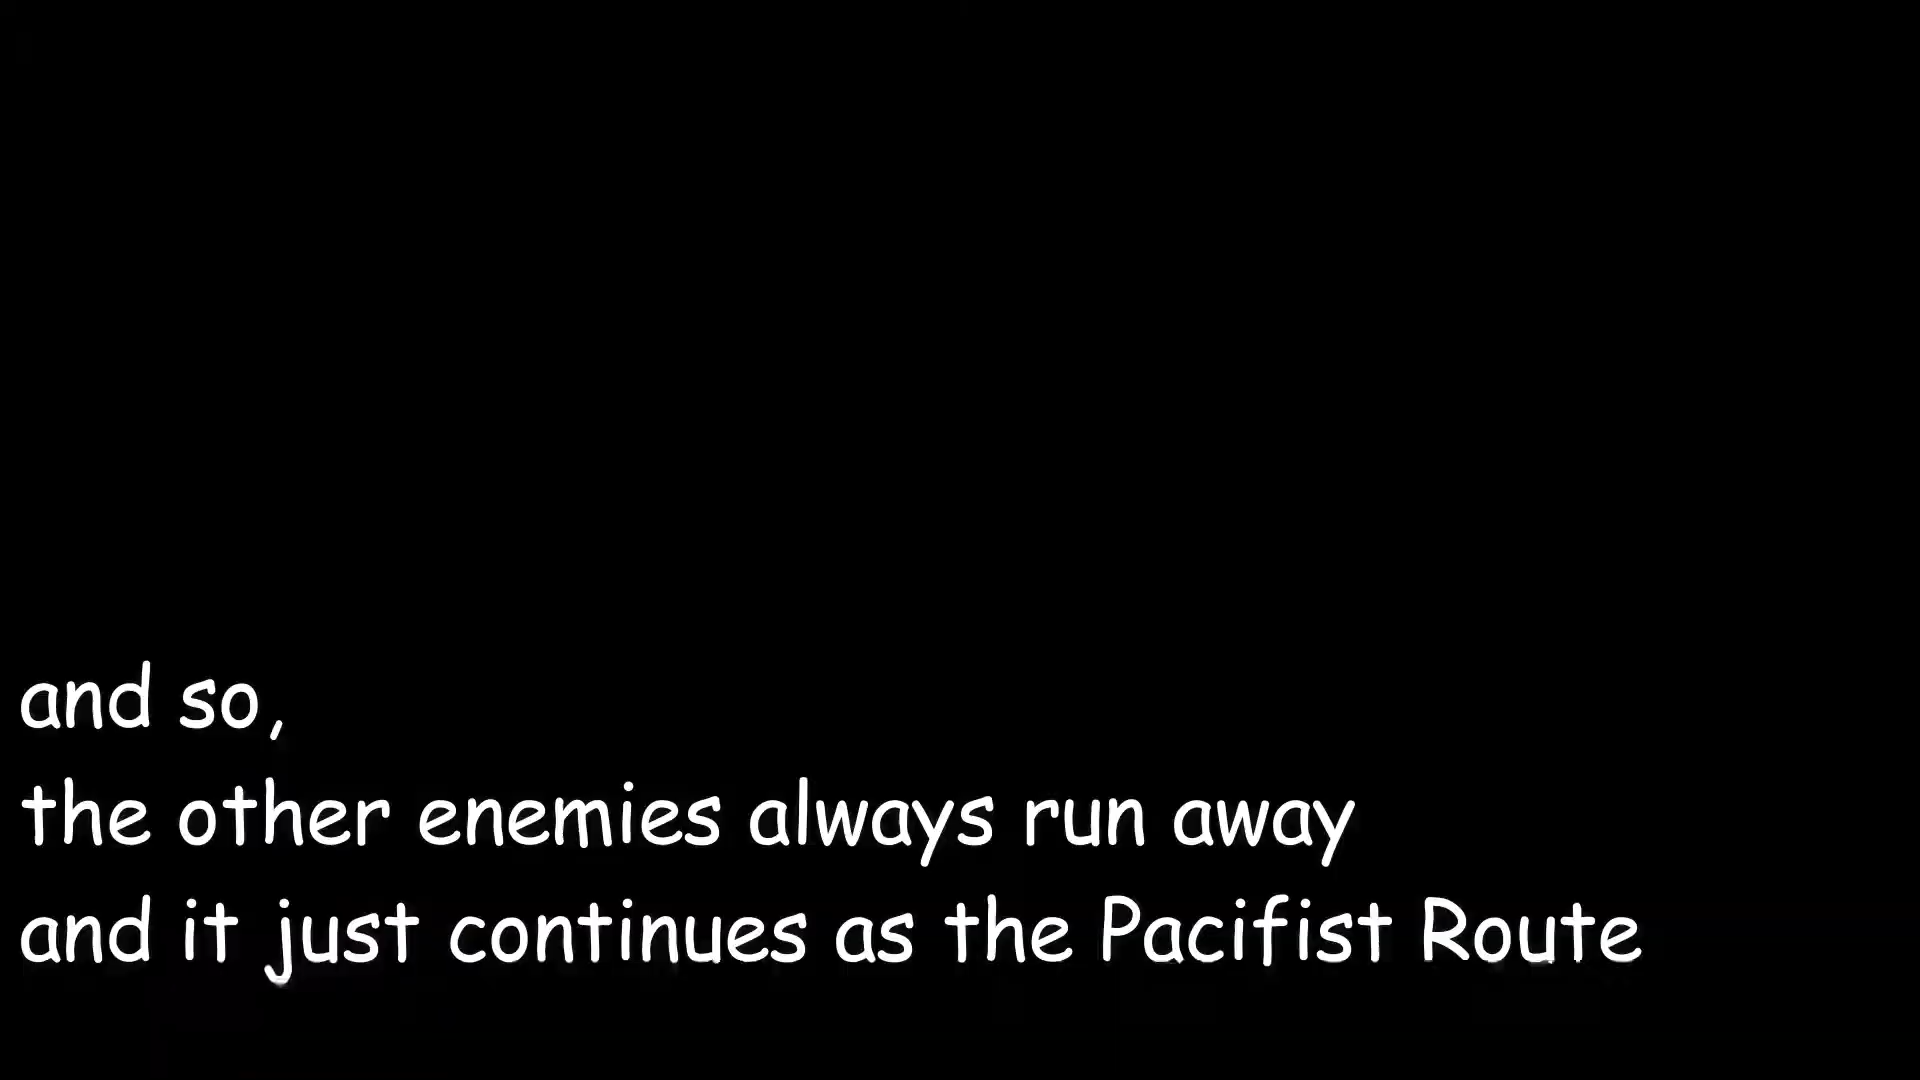 and so,
the other enemies always run away
and it just continues as the Pacifist Route